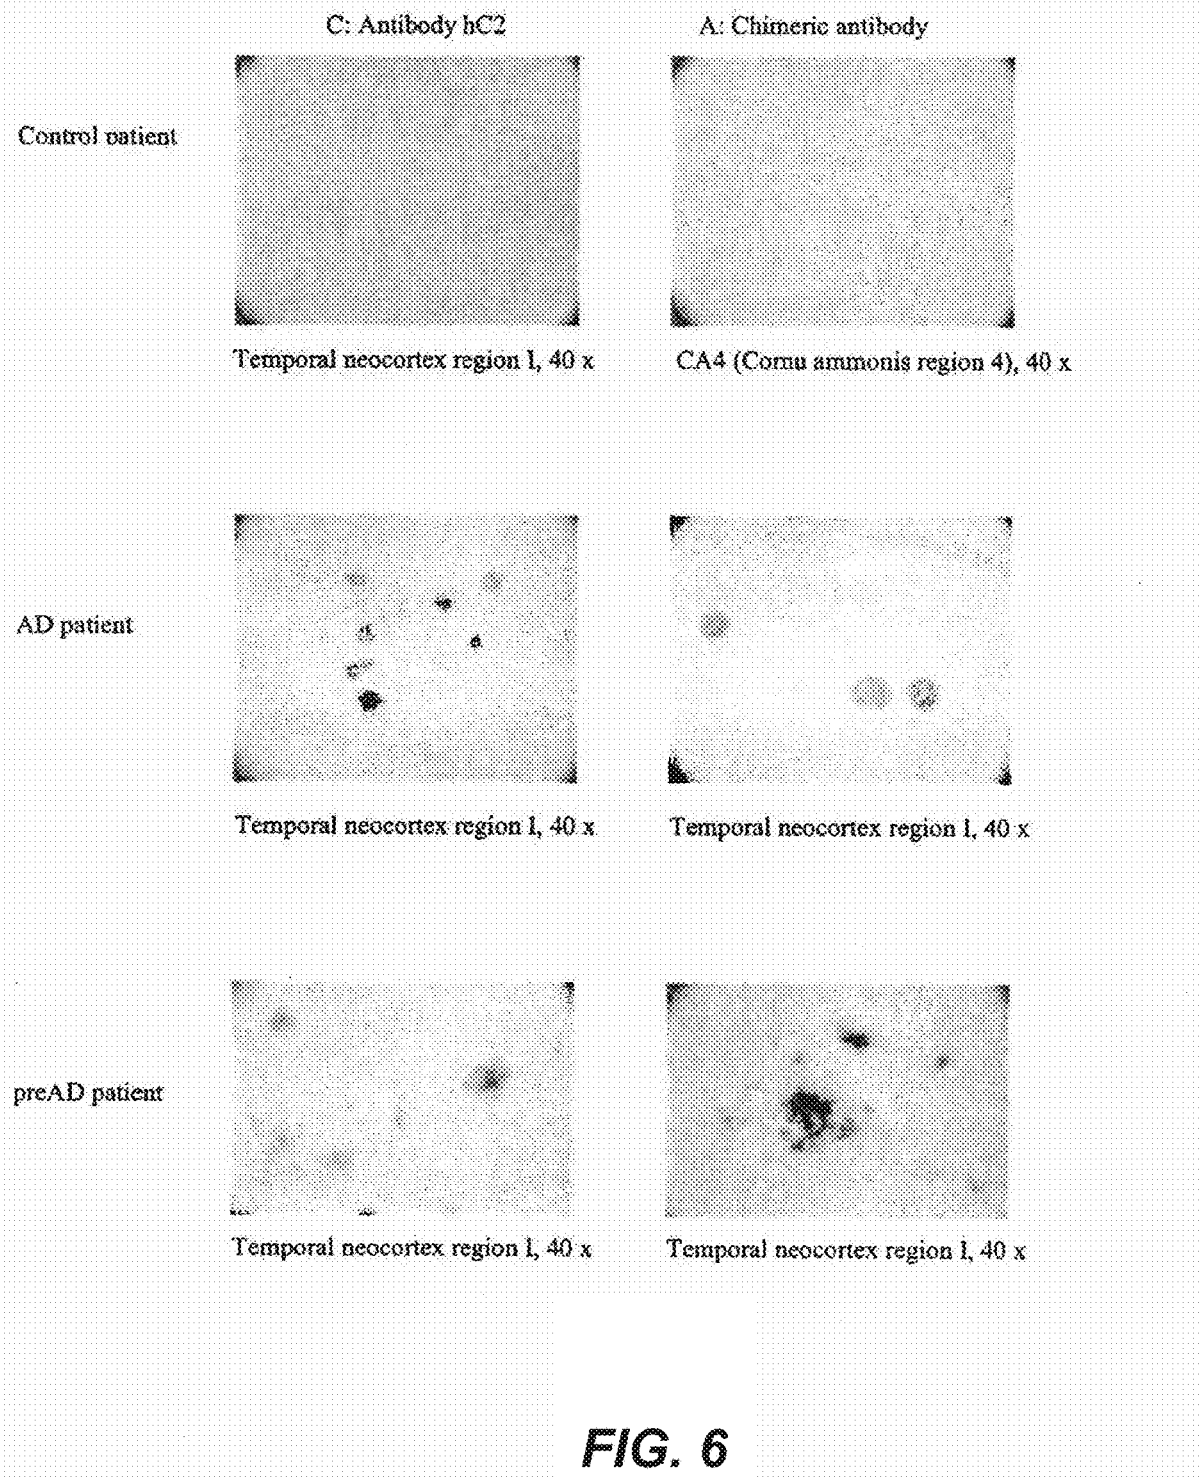 C: Antibody hC2
A: Chimeric antibody
Control patient
Temporal neocortex region I, 40 x
CA4 (Cornu ammonis region 4), 40 x
AD patient
Temporal neocortex region I, 40 x
Temporal neocortex region I, 40 x
preAD patient
Temporal neocortex region I, 40 x
Temporal neocortex region I, 40 x
FIG. 6